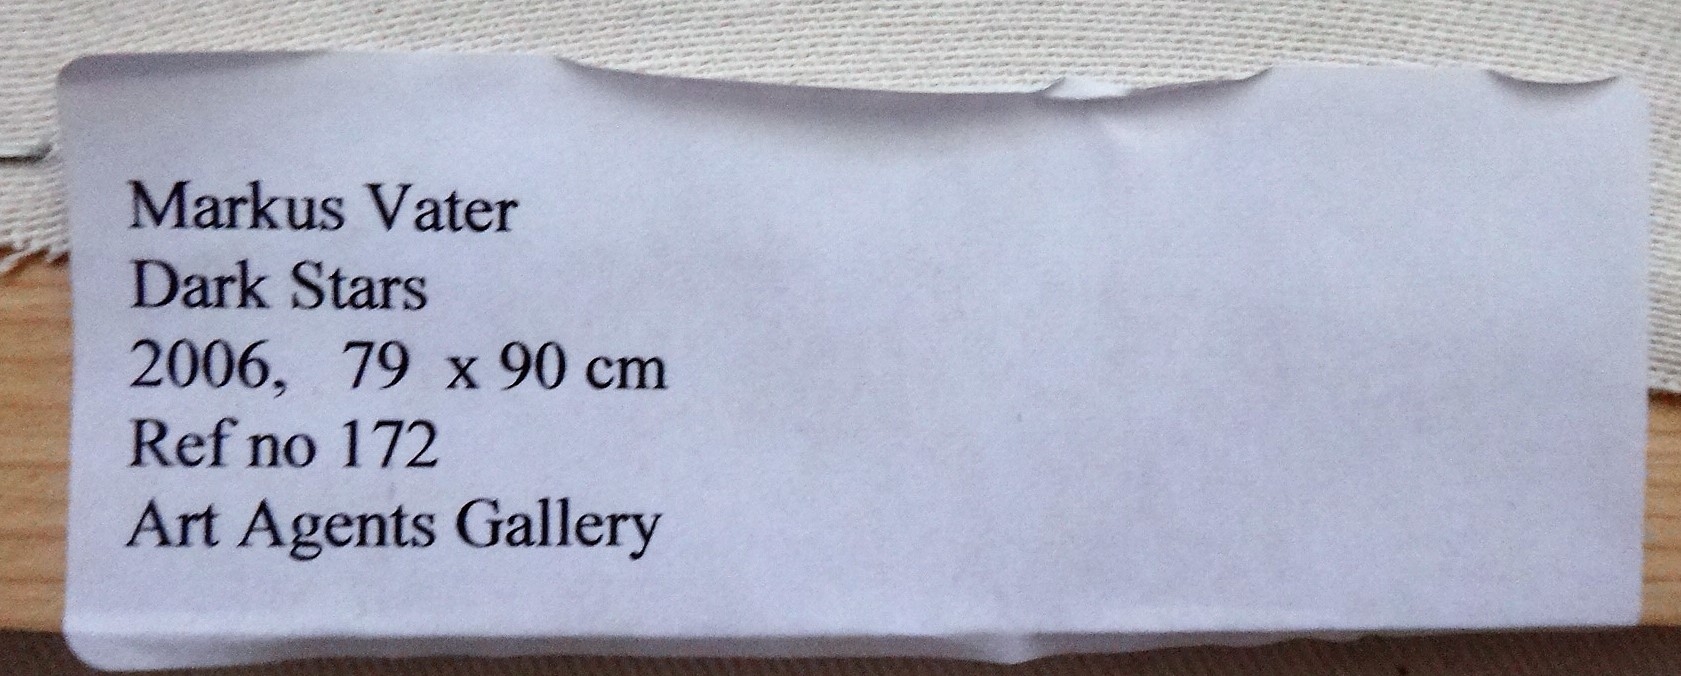 Markus Vater
Dark Stars
2006, 79 x 90 cm
Ref no 172
Art Agents Gallery